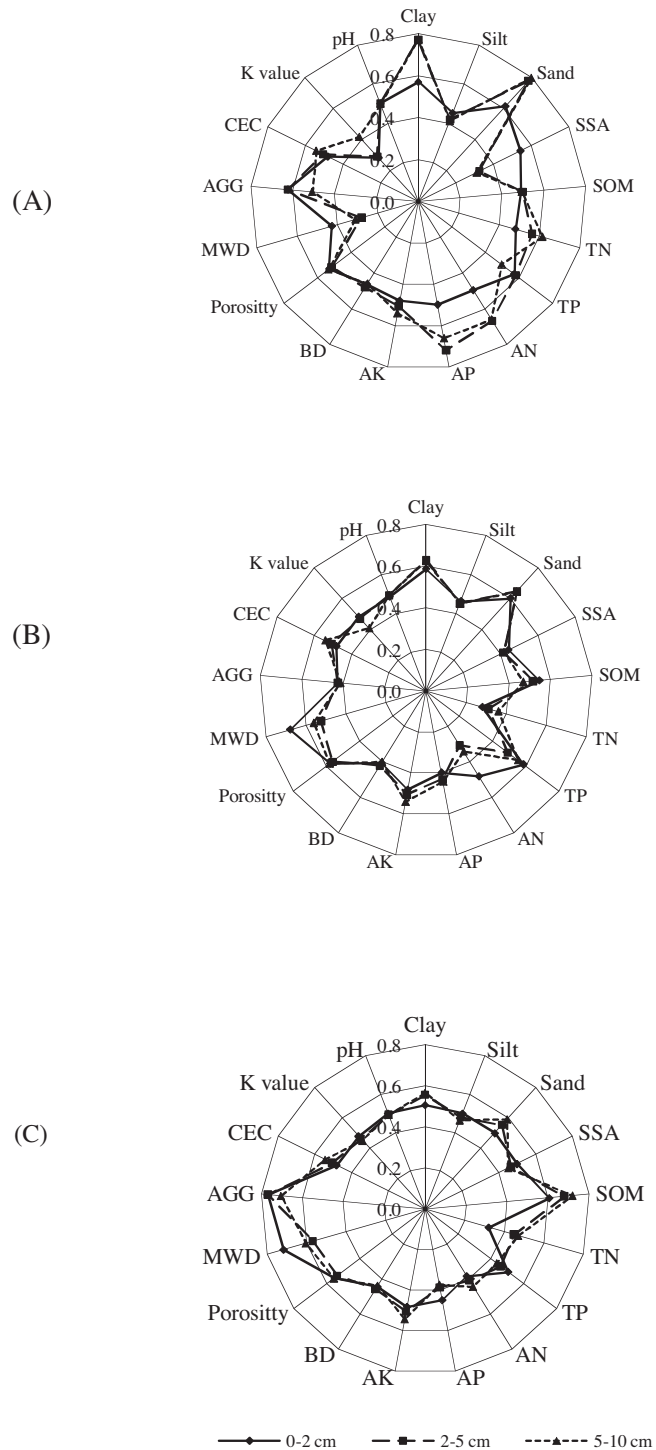 (A)
Clay
Silt
Sand
SSA
SOM
TN
TP
AN
AP
AK
BD
Porositty
MWD
AGG
CEC
K value
pH
0.8
0.6
0.4
0.2
0.0
(B)
Clay
Silt
Sand
SSA
SOM
TN
TP
AN
AP
AK
BD
Porositty
MWD
AGG
CEC
K value
pH
0.8
0.6
0.4
0.2
0.0
(C)
Clay
Silt
Sand
SSA
SOM
TN
TP
AN
AP
AK
BD
Porositty
MWD
AGG
CEC
K value
pH
0.8
0.6
0.4
0.2
0.0
0-2 cm 2-5 cm 5-10 cm